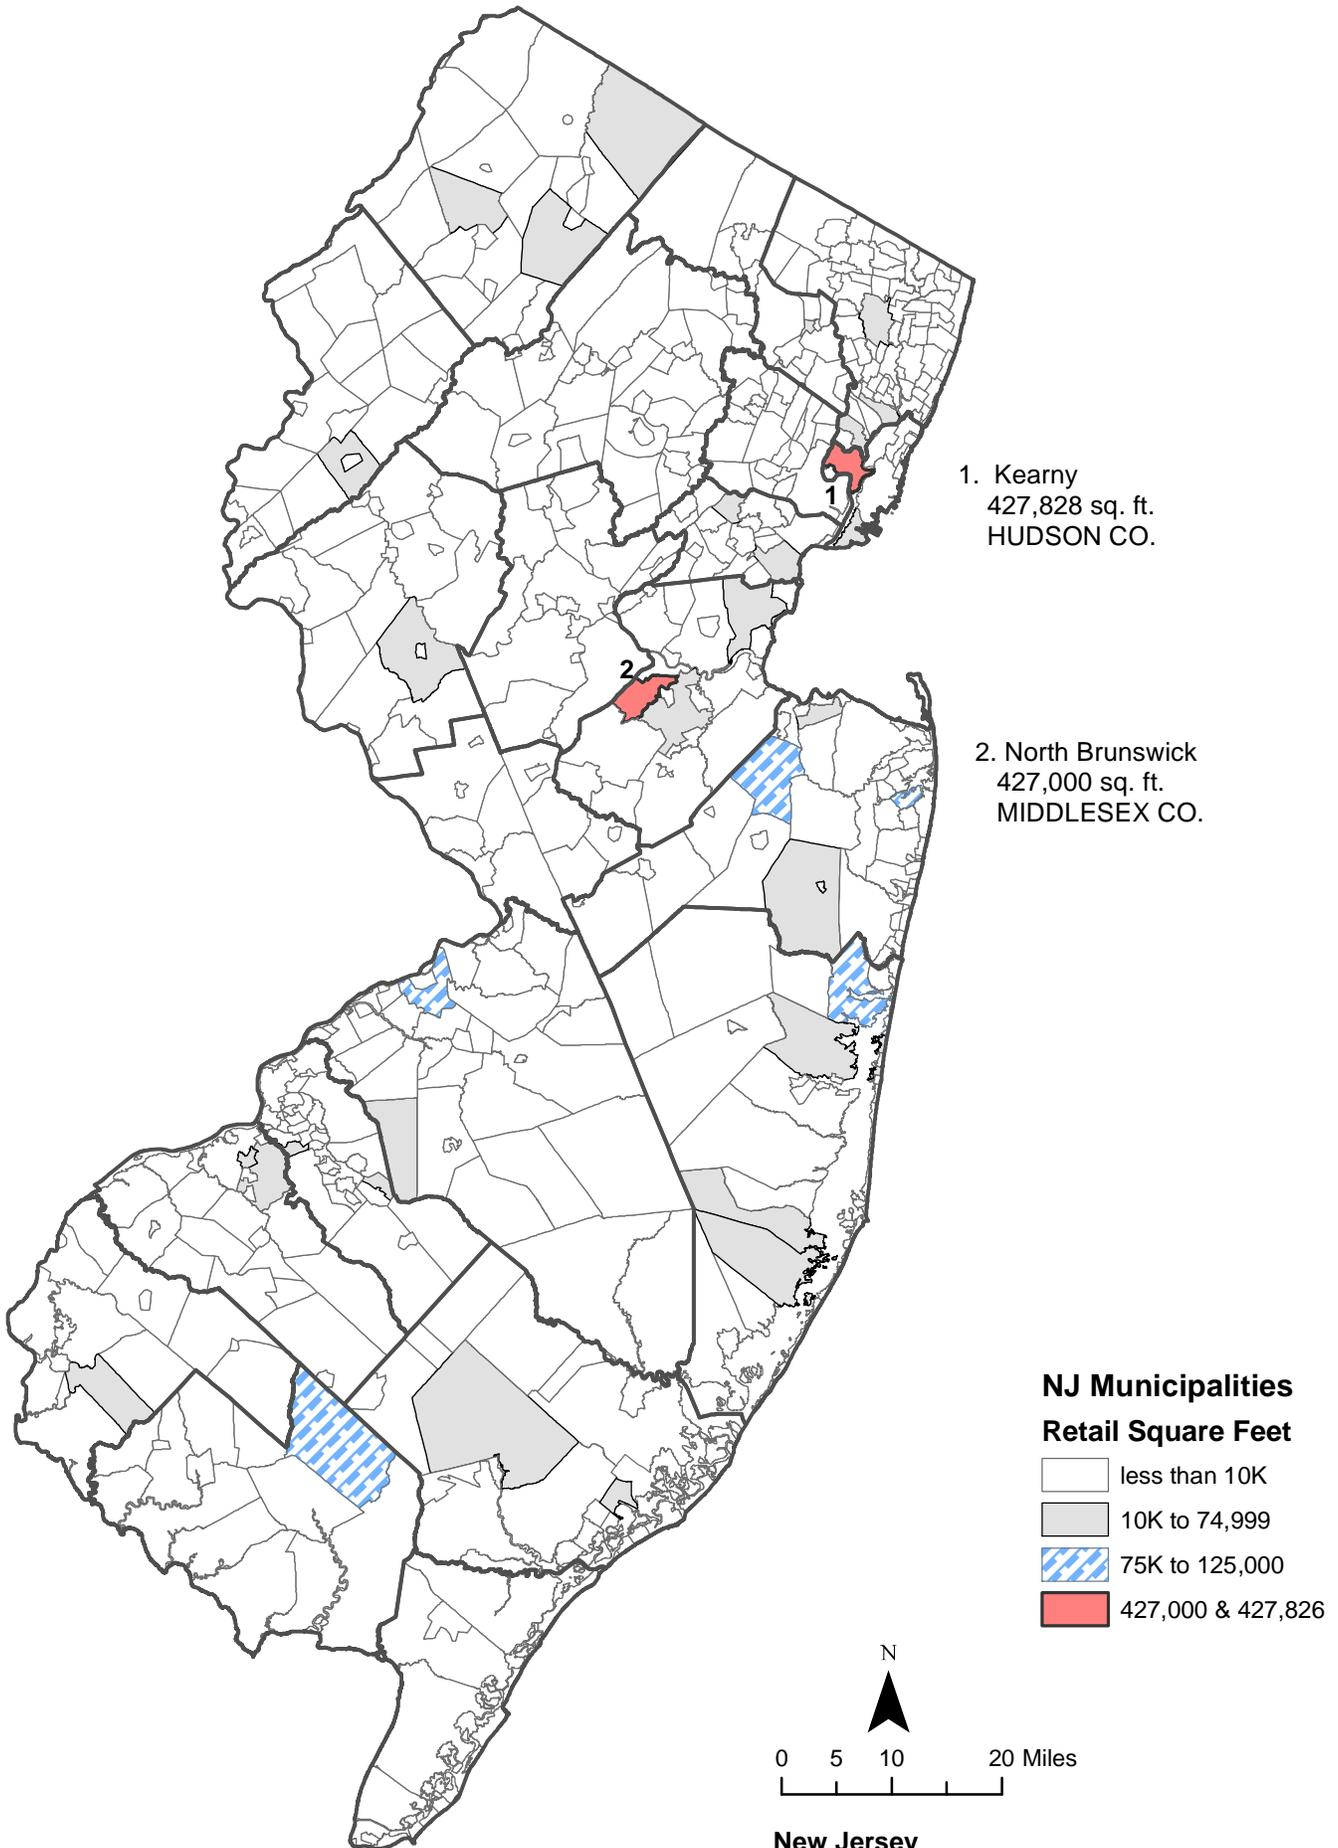 1
1. Kearny
427,828 sq. ft.
HUDSON CO.
2
2. North Brunswick
427,000 sq. ft.
MIDDLESEX CO.
NJ Municipalities
Retail Square Feet
less than 10K
10K to 74,999
75K to 125,000
427,000 & 427,826
N
0 5 10 20 Miles
New Jersey